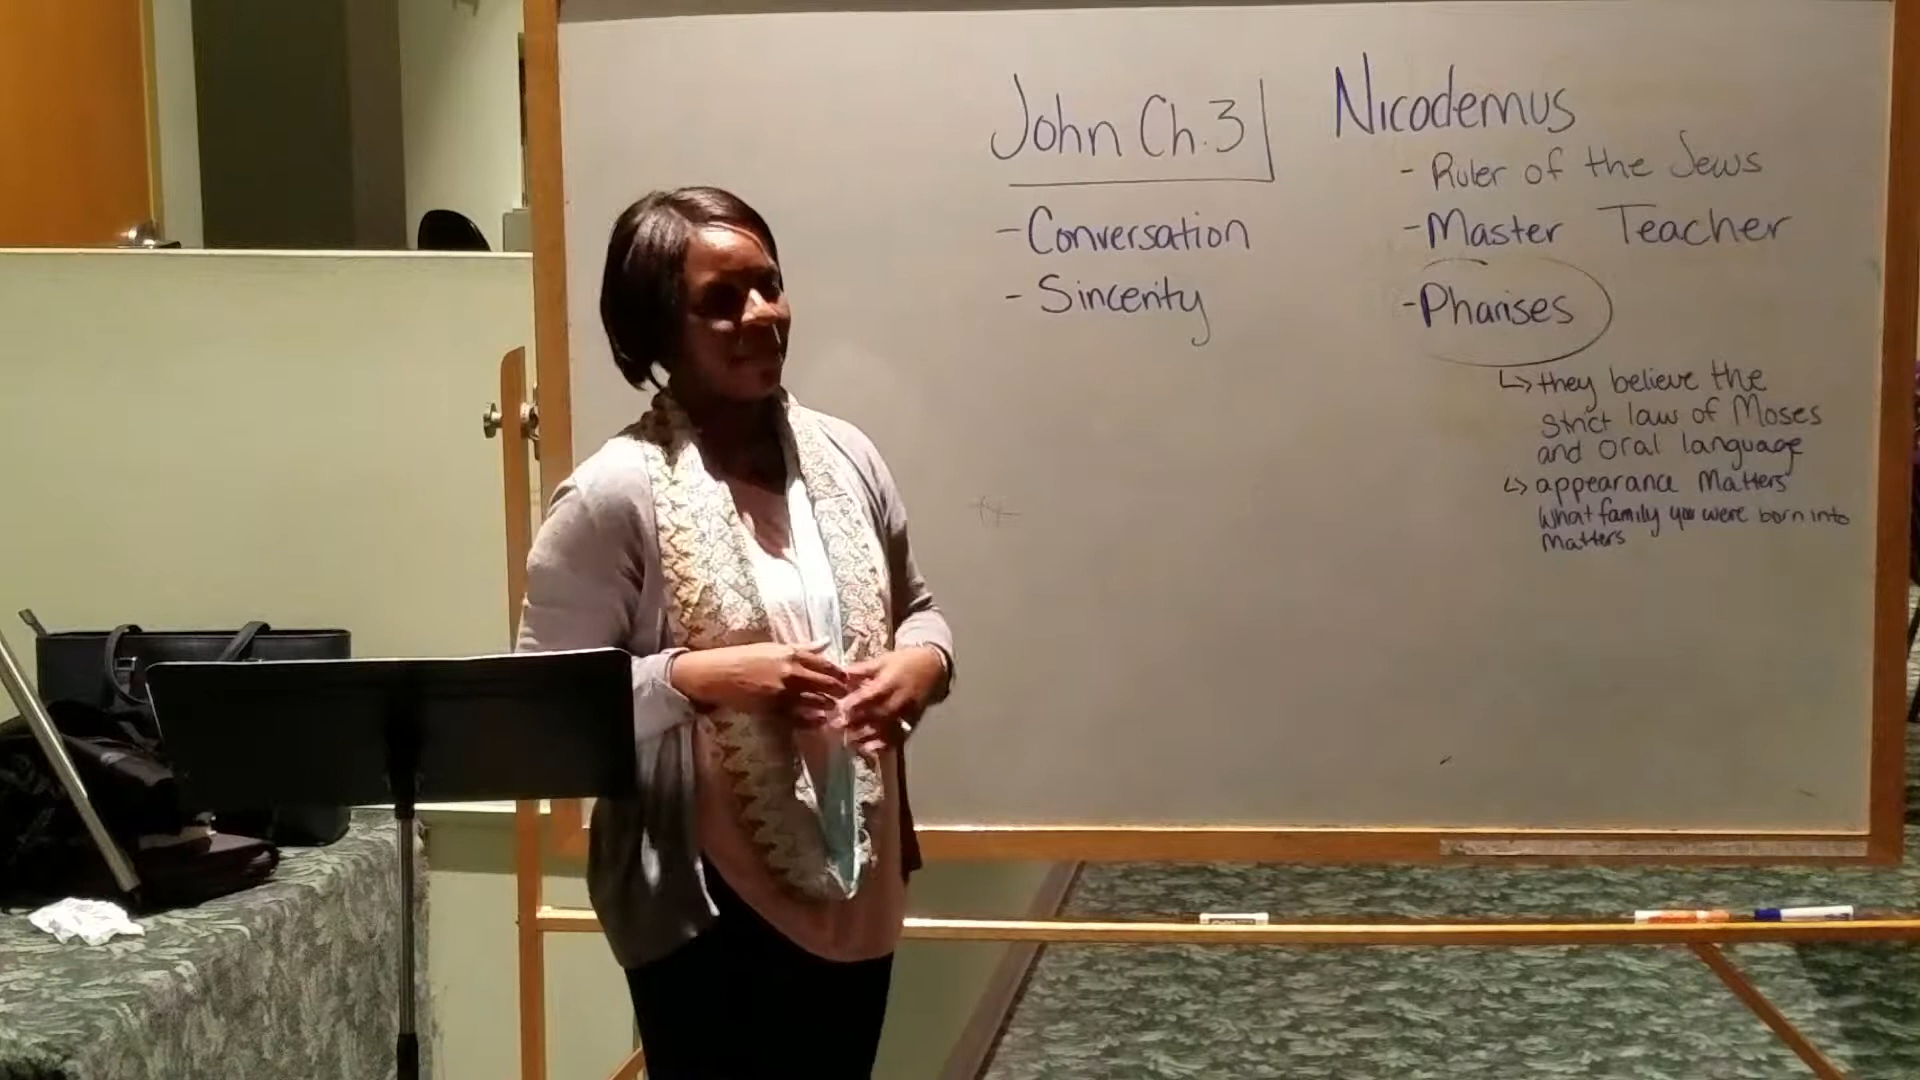 John Ch. 3
- Conversation
- Sincerity
Nicodemus
- Ruler of the Jews
- Master Teacher
- Pharises
↳ they believe the
strict law of Moses
and oral language
↳ appearance Matters
What family you were born into
matters